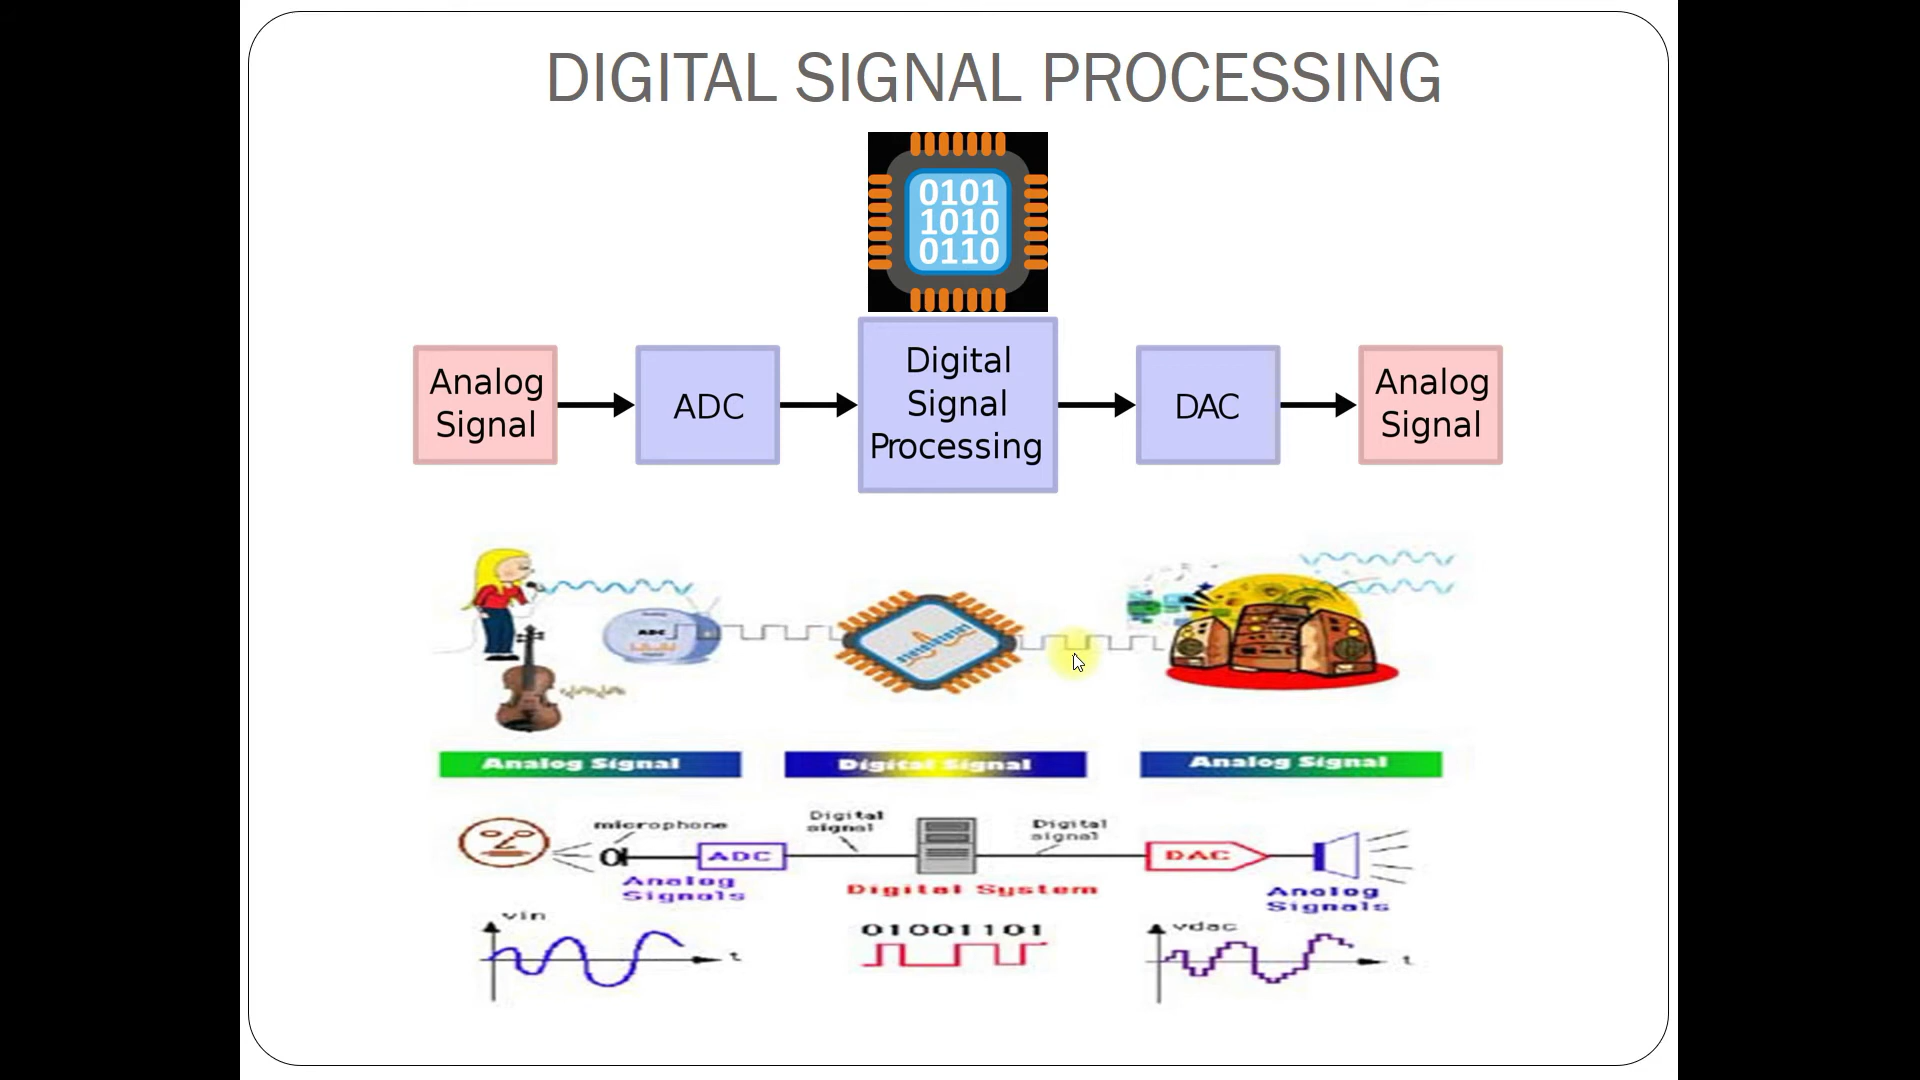 DIGITAL SIGNAL PROCESSING
0101
1010
0110
Analog
Signal
ADC
Digital
Signal
Processing
DAC
Analog
Signal
ADC
Analog Signal
Digital Signal
Analog Signal
microphone
ADC
Analog
Signals
Digital
signal
Digital System
Digital
signal
DAC
Analog
Signals
vin
t
01001101
vdac
t